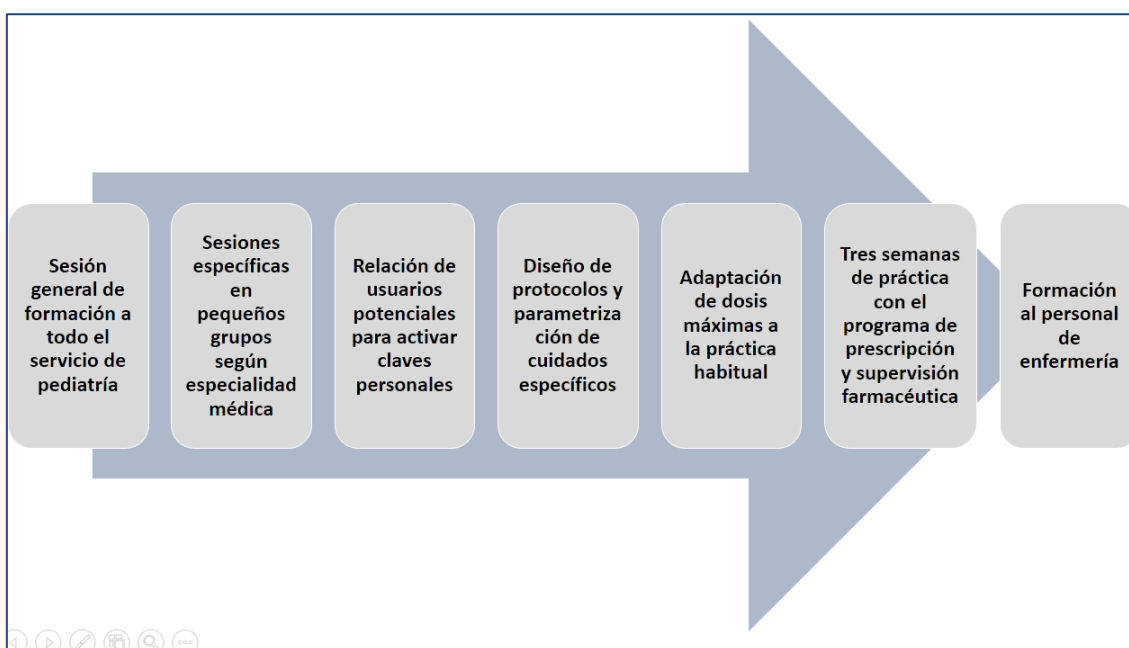 Sesión
general de
formación a
todo el
servicio de
pediatría
Sesiones
específicas
en
pequeños
grupos
según
especialidad
médica
Relación de
usuarios
potenciales
para activar
claves
personales
Diseño de
protocolos y
parametriza
ción de
cuidados
específicos
Adaptación
de dosis
máximas a
la práctica
habitual
Tres semanas
de práctica
con el
programa de
prescripción
y supervisión
farmacéutica
Formación
al personal
de
enfermería